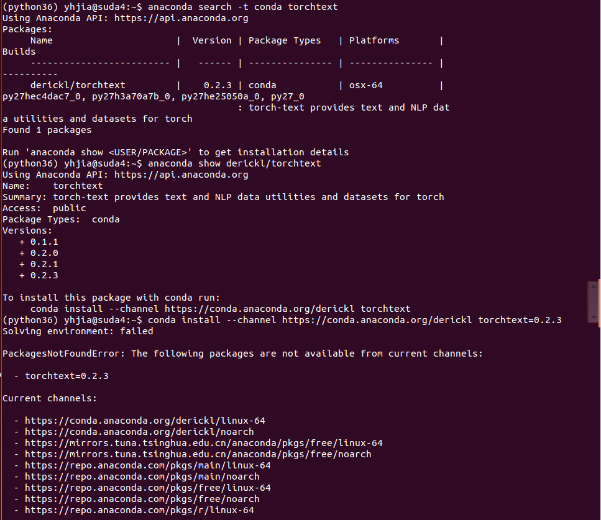 (python36) yhjia@suda4:~$ anaconda search -t conda torchtext
Using Anaconda API: https://api.anaconda.org
Packages:
     Name                      |  Version | Package Types   | Platforms       |
Builds
     ------------------------- |   ------ | --------------- | --------------- |
----------
     derickl/torchtext         |    0.2.3 | conda           | osx-64          |
py27hec4dac7_0, py27h3a70a7b_0, py27he25050a_0, py27_0
                                          : torch-text provides text and NLP dat
a utilities and datasets for torch
Found 1 packages

Run 'anaconda show <USER/PACKAGE>' to get installation details
(python36) yhjia@suda4:~$ anaconda show derickl/torchtext
Using Anaconda API: https://api.anaconda.org
Name:    torchtext
Summary: torch-text provides text and NLP data utilities and datasets for torch
Access:  public
Package Types:  conda
Versions:
   + 0.1.1
   + 0.2.0
   + 0.2.1
   + 0.2.3

To install this package with conda run:
     conda install --channel https://conda.anaconda.org/derickl torchtext
(python36) yhjia@suda4:~$ conda install --channel https://conda.anaconda.org/derickl torchtext=0.2.3
Solving environment: failed

PackagesNotFoundError: The following packages are not available from current channels:

  - torchtext=0.2.3

Current channels:

  - https://conda.anaconda.org/derickl/linux-64
  - https://conda.anaconda.org/derickl/noarch
  - https://mirrors.tuna.tsinghua.edu.cn/anaconda/pkgs/free/linux-64
  - https://mirrors.tuna.tsinghua.edu.cn/anaconda/pkgs/free/noarch
  - https://repo.anaconda.com/pkgs/main/linux-64
  - https://repo.anaconda.com/pkgs/main/noarch
  - https://repo.anaconda.com/pkgs/free/linux-64
  - https://repo.anaconda.com/pkgs/free/noarch
  - https://repo.anaconda.com/pkgs/r/linux-64